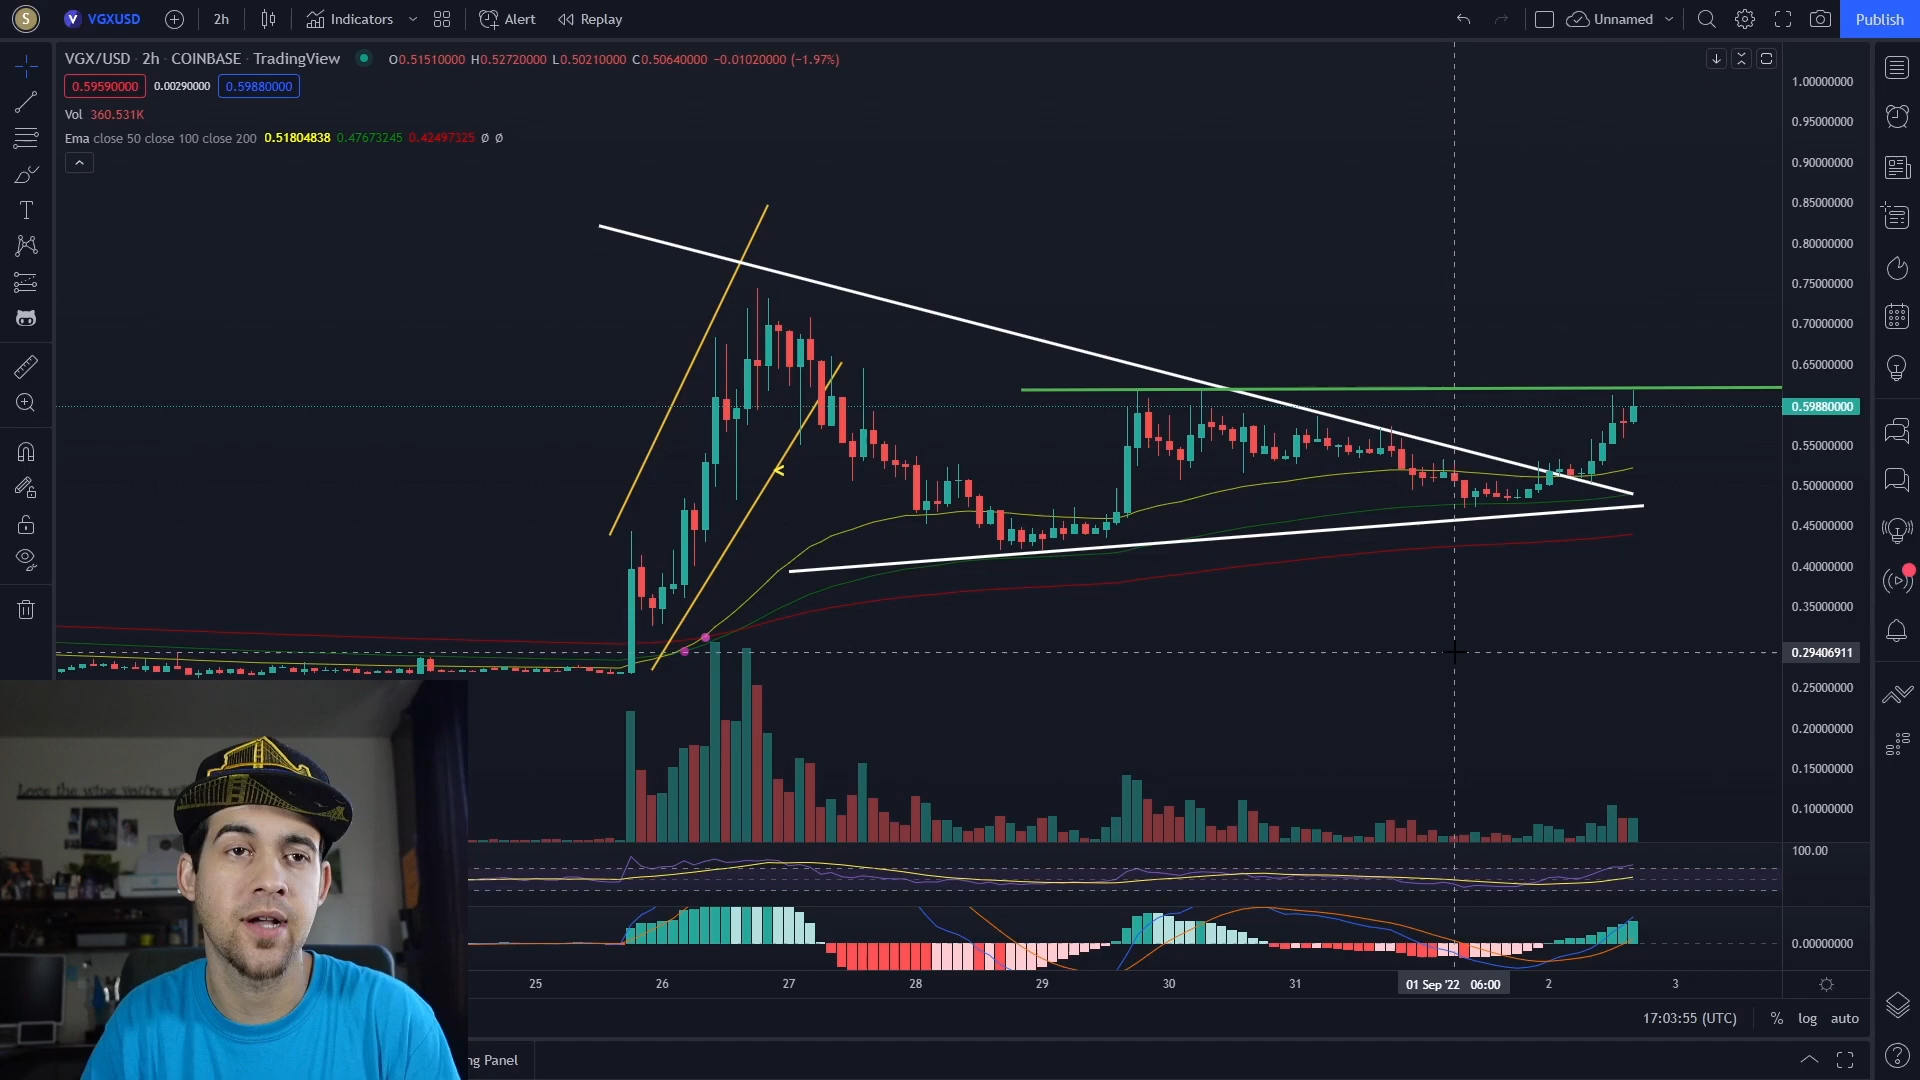 S VGXUSD 2h Indicators Alert Replay Unnamed Publish
VGX/USD · 2h · COINBASE · TradingView O0.51510000 H0.52720000 L0.50210000 C0.50640000 −0.01020000 (−1.97%)
0.59590000 0.00290000 0.59880000
Vol 360.531K
Ema close 50 close 100 close 200 0.51804838 0.47673245 0.42497325 Ø Ø
1.00000000
0.95000000
0.90000000
0.85000000
0.80000000
0.75000000
0.70000000
0.65000000
0.59880000
0.55000000
0.50000000
0.45000000
0.40000000
0.35000000
0.29406911
0.25000000
0.20000000
0.15000000
0.10000000
100.00
0.00000000
25 26 27 28 29 30 31 01 Sep '22 06:00 2 3
17:03:55 (UTC) % log auto
ng Panel